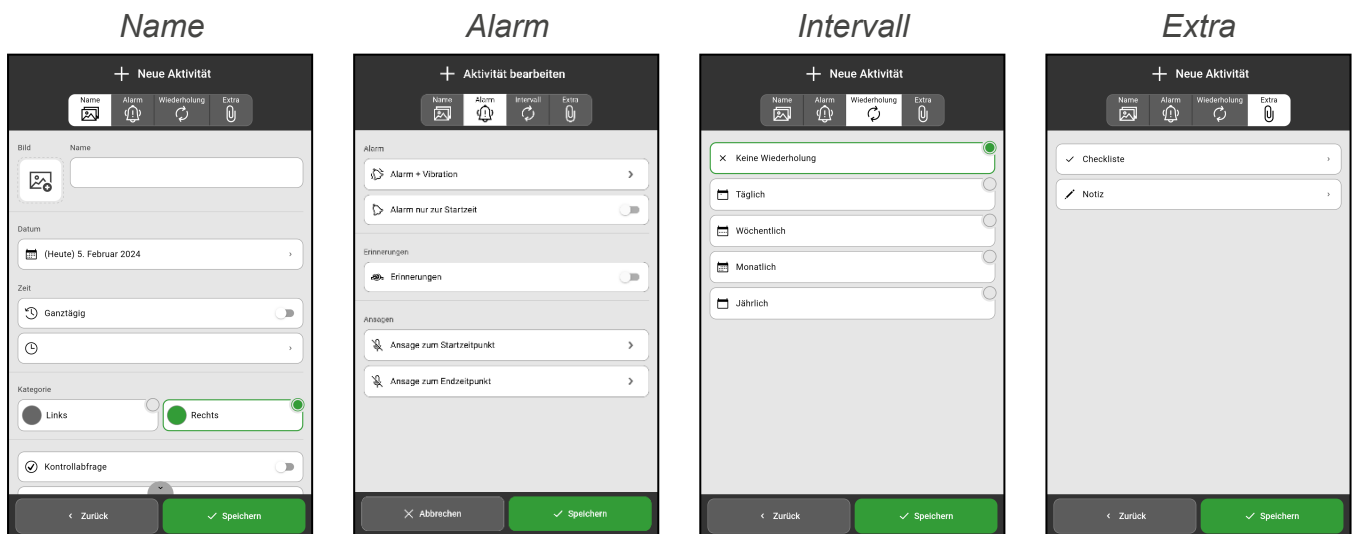 Name
Alarm
Intervall
Extra
Neue Aktivität
Name Alarm Wiederholung Extra
Bild Name
Datum
(Heute) 5. Februar 2024
Zeit
Ganztägig
Kategorie
Links Rechts
Kontrollabfrage
Zurück Speichern
Aktivität bearbeiten
Name Alarm Intervall Extra
Alarm
Alarm + Vibration
Alarm nur zur Startzeit
Erinnerungen
Erinnerungen
Ansagen
Ansage zum Startzeitpunkt
Ansage zum Endzeitpunkt
Abbrechen Speichern
Neue Aktivität
Name Alarm Wiederholung Extra
Keine Wiederholung
Täglich
Wöchentlich
Monatlich
Jährlich
Zurück Speichern
Neue Aktivität
Name Alarm Wiederholung Extra
Checkliste
Notiz
Zurück Speichern